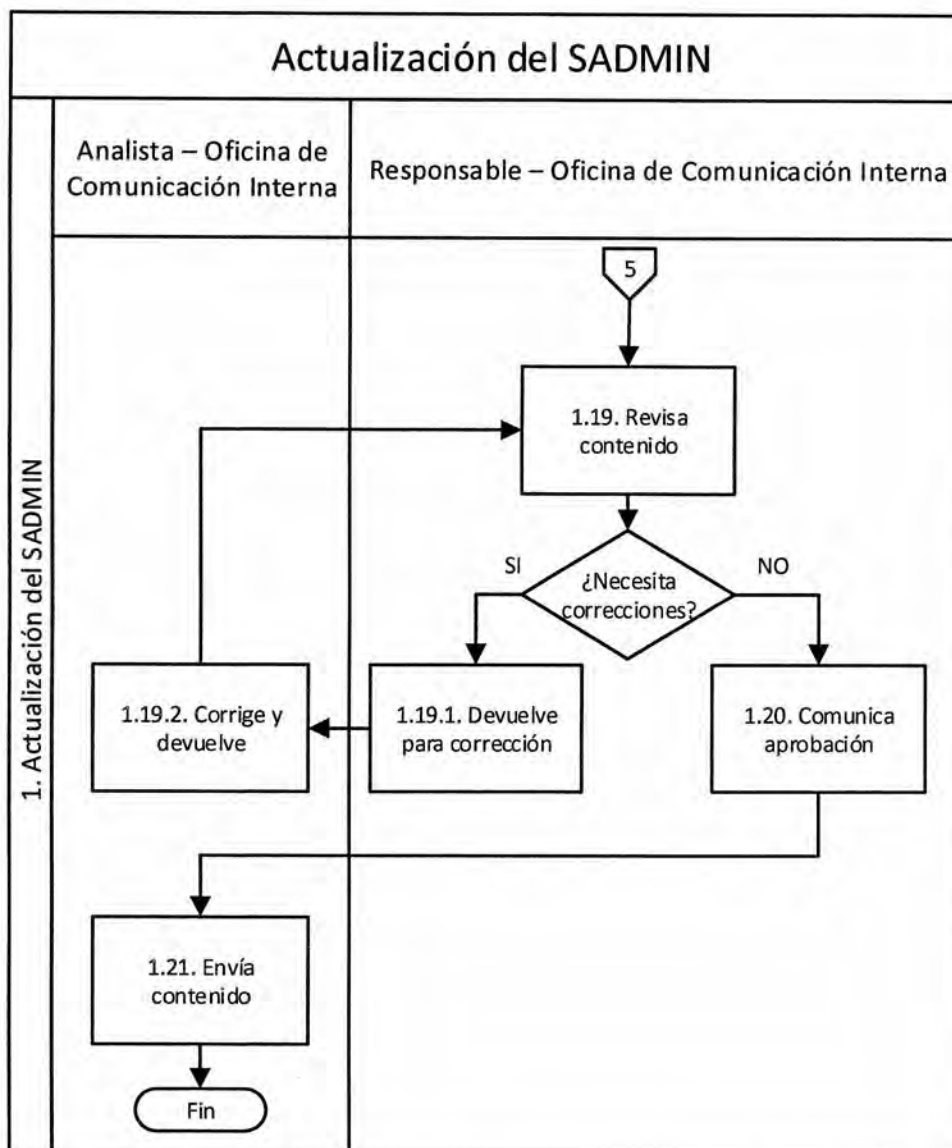 Actualización del SADMIN
1. Actualización del SADMIN
Analista – Oficina de
Comunicación Interna
Responsable – Oficina de Comunicación Interna
5
1.19. Revisa
contenido
¿Necesita
correcciones?
SI
NO
1.19.2. Corrige y
devuelve
1.19.1. Devuelve
para corrección
1.20. Comunica
aprobación
1.21. Envía
contenido
Fin